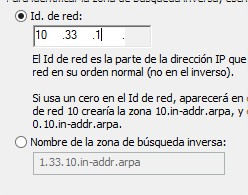 Para identificar la zona de búsqueda inversa, escriba
Id. de red:
10 .33 .1 .
El Id de red es la parte de la dirección IP que
red en su orden normal (no en el inverso).
Si usa un cero en el Id de red, aparecerá en
de red 10 crearía la zona 10.in-addr.arpa, y
0.10.in-addr.arpa.
Nombre de la zona de búsqueda inversa:
1.33.10.in-addr.arpa